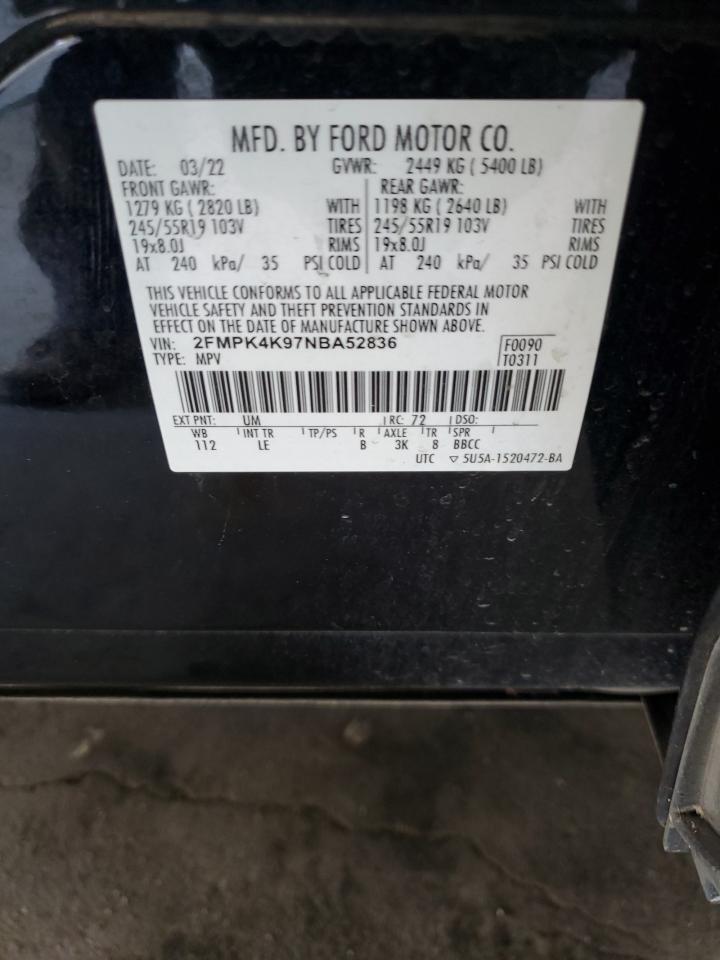 MFD. BY FORD MOTOR CO.
DATE: 03/22 GVWR: 2449 KG ( 5400 LB)
FRONT GAWR: REAR GAWR:
1279 KG ( 2820 LB) WITH 1198 KG ( 2640 LB) WITH
245/55R19 103V TIRES 245/55R19 103V TIRES
19x8.0J RIMS 19x8.0J RIMS
AT 240 kPa/ 35 PSI COLD AT 240 kPa/ 35 PSI COLD
THIS VEHICLE CONFORMS TO ALL APPLICABLE FEDERAL MOTOR
VEHICLE SAFETY AND THEFT PREVENTION STANDARDS IN
EFFECT ON THE DATE OF MANUFACTURE SHOWN ABOVE.
VIN: 2FMPK4K97NBA52836 F0090
TYPE: MPV T0311
EXT PNT: UM RC: 72 DSO:
WB INT TR TP/PS R AXLE TR SPR
112 LE B 3K 8 BBCC
UTC ▽ 5U5A-1520472-BA